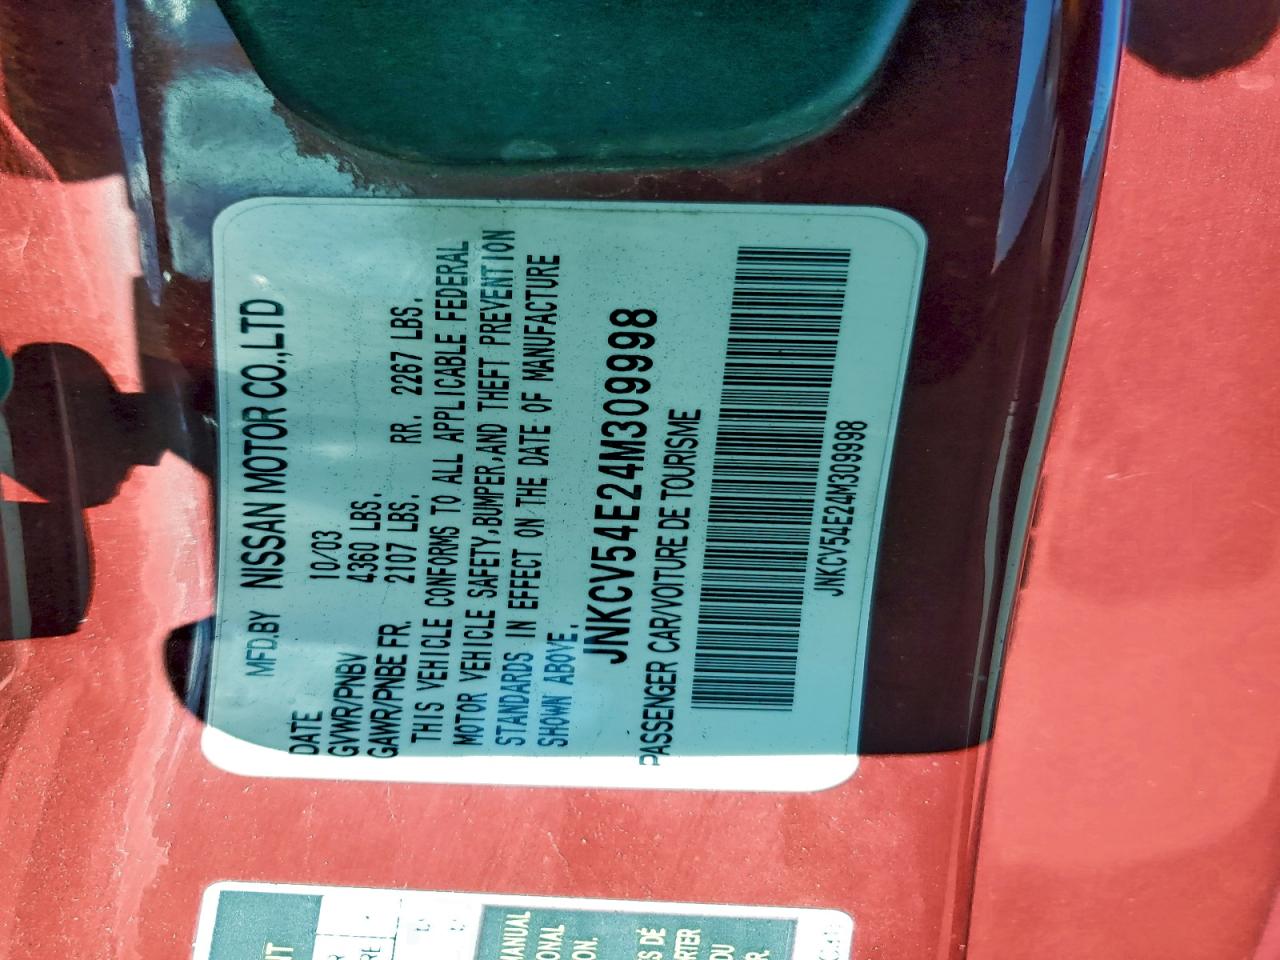 MFD.BY NISSAN MOTOR CO.,LTD
DATE 10/03
GVWR/PNBV 4360 LBS.
GAWR/PNBE FR. 2107 LBS. RR. 2267 LBS.
THIS VEHICLE CONFORMS TO ALL APPLICABLE FEDERAL
MOTOR VEHICLE SAFETY,BUMPER,AND THEFT PREVENTION
STANDARDS IN EFFECT ON THE DATE OF MANUFACTURE
SHOWN ABOVE.
JNKCV54E24M309998
PASSENGER CAR/VOITURE DE TOURISME
JNKCV54E24M309998
MANUAL